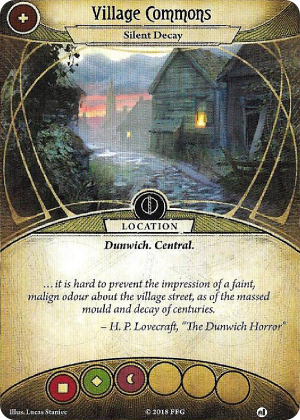 Village Commons
Silent Decay
LOCATION
Dunwich. Central.
…it is hard to prevent the impression of a faint,
malign odour about the village street, as of the massed
mould and decay of centuries.
– H. P. Lovecraft, “The Dunwich Horror”
Illus. Lucas Staniec
© 2018 FFG